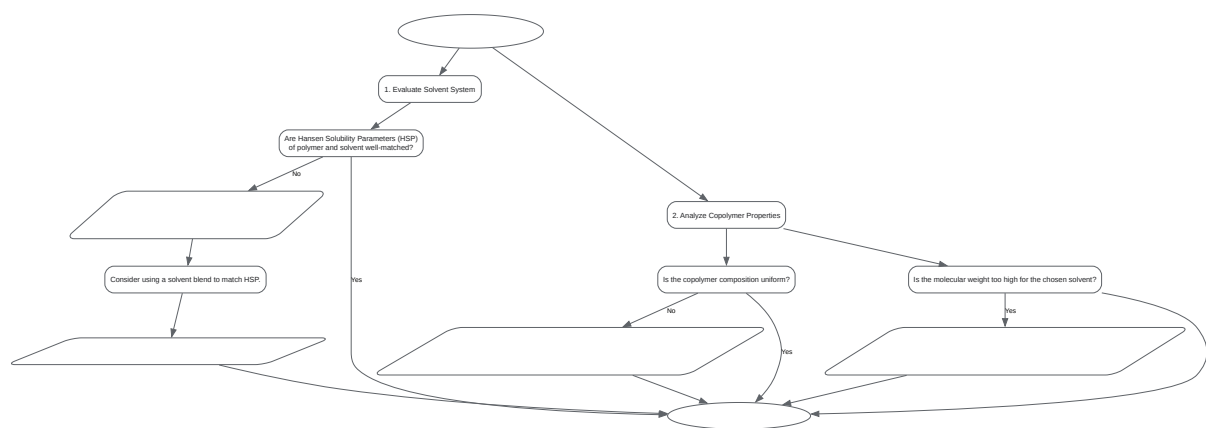 1. Evaluate Solvent System
Are Hansen Solubility Parameters (HSP)
of polymer and solvent well-matched?
No
2. Analyze Copolymer Properties
Consider using a solvent blend to match HSP.
Yes
Is the copolymer composition uniform?
Is the molecular weight too high for the chosen solvent?
No
Yes
Yes